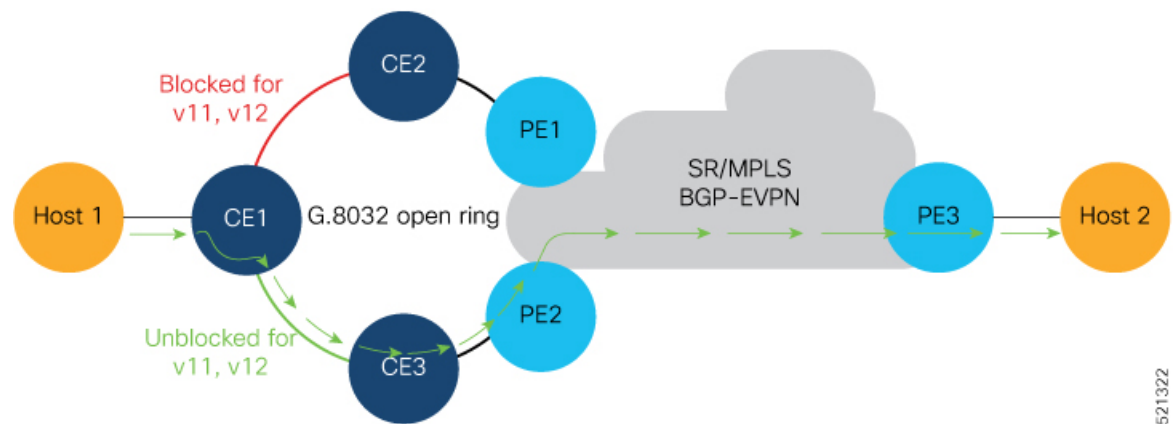 CE2
Blocked for
v11, v12
PE1
SR/MPLS
BGP-EVPN
Host 1
CE1
G.8032 open ring
PE3
Host 2
PE2
Unblocked for
v11, v12
CE3
521322